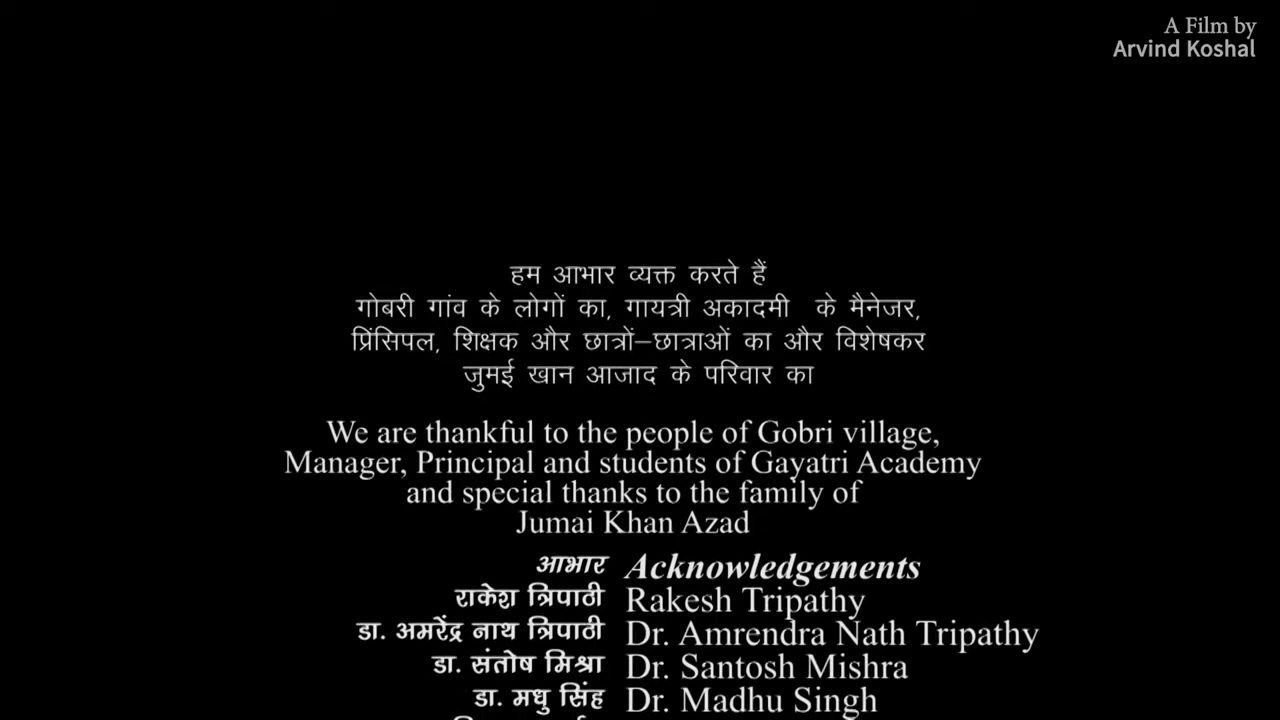 A Film by
Arvind Koshal
हम आभार व्यक्त करते हैं
गोबरी गांव के लोगों का, गायत्री अकादमी के मैनेजर,
प्रिंसिपल, शिक्षक और छात्रों–छात्राओं का और विशेषकर
जुमई खान आजाद के परिवार का
We are thankful to the people of Gobri village,
Manager, Principal and students of Gayatri Academy
and special thanks to the family of
Jumai Khan Azad
आभार Acknowledgements
राकेश त्रिपाठी Rakesh Tripathy
डा. अमरेंद्र नाथ त्रिपाठी Dr. Amrendra Nath Tripathy
डा. संतोष मिश्रा Dr. Santosh Mishra
डा. मधु सिंह Dr. Madhu Singh